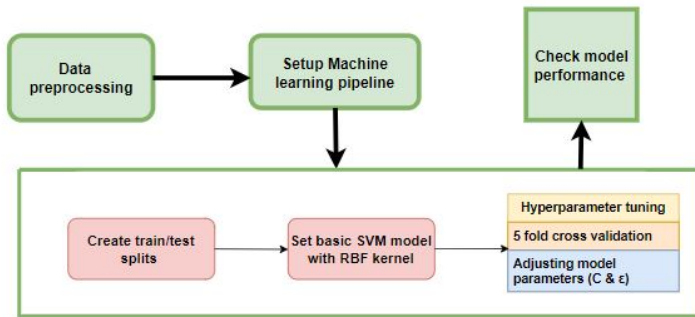 Data
preprocessing
Setup Machine
learning pipeline
Check model
performance
Create train/test
splits
Set basic SVM model
with RBF kernel
Hyperparameter tuning
5 fold cross validation
Adjusting model
parameters (C & ε)